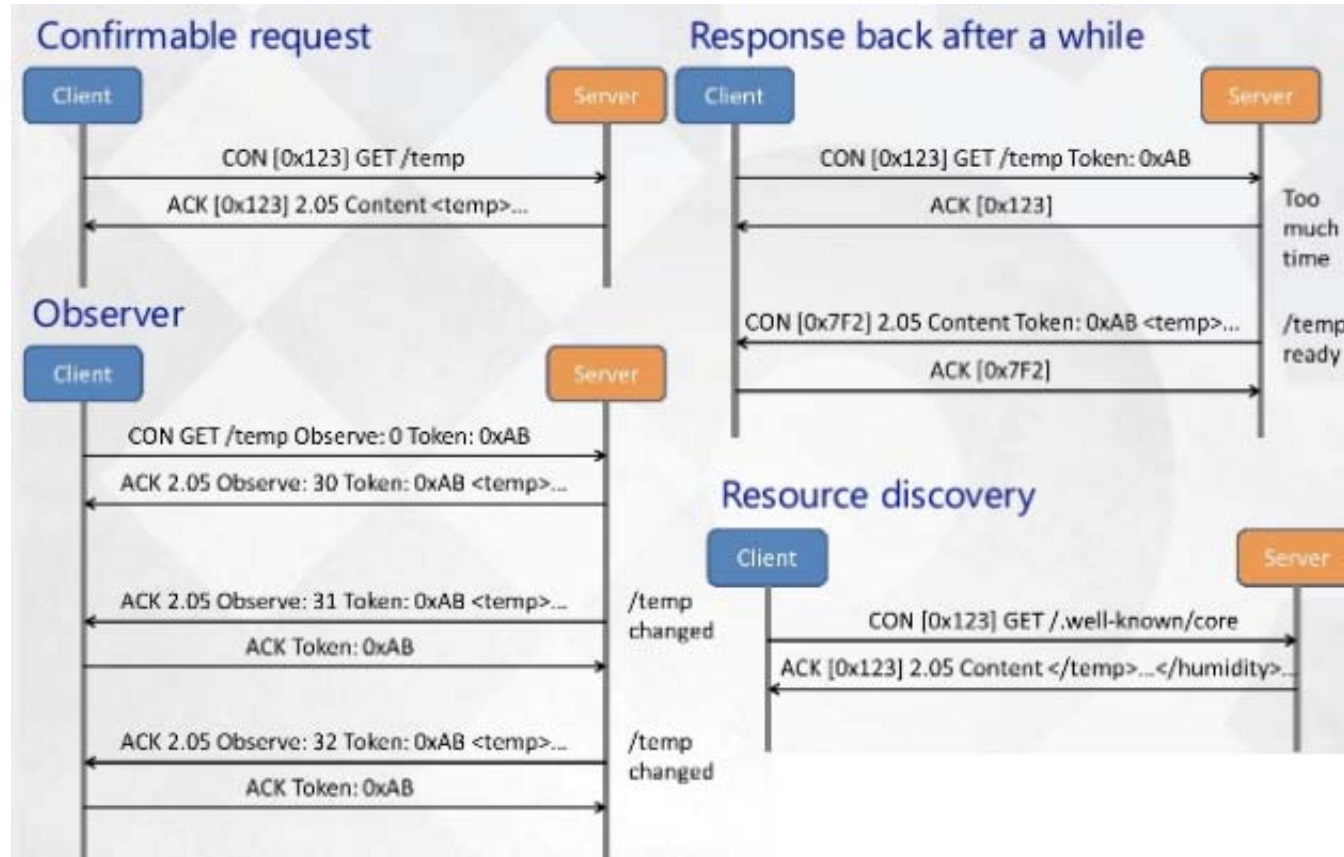 Confirmable request
Client
Server
CON [0x123] GET /temp
ACK [0x123] 2.05 Content <temp>...
Observer
Client
Server
CON GET /temp Observe: 0 Token: 0xAB
ACK 2.05 Observe: 30 Token: 0xAB <temp>...
ACK 2.05 Observe: 31 Token: 0xAB <temp>...
/temp
changed
ACK Token: 0xAB
ACK 2.05 Observe: 32 Token: 0xAB <temp>...
/temp
changed
ACK Token: 0xAB
Response back after a while
Client
Server
CON [0x123] GET /temp Token: 0xAB
ACK [0x123]
Too
much
time
CON [0x7F2] 2.05 Content Token: 0xAB <temp>...
/temp
ready
ACK [0x7F2]
Resource discovery
Client
Server
CON [0x123] GET /.well-known/core
ACK [0x123] 2.05 Content </temp>...</humidity>...